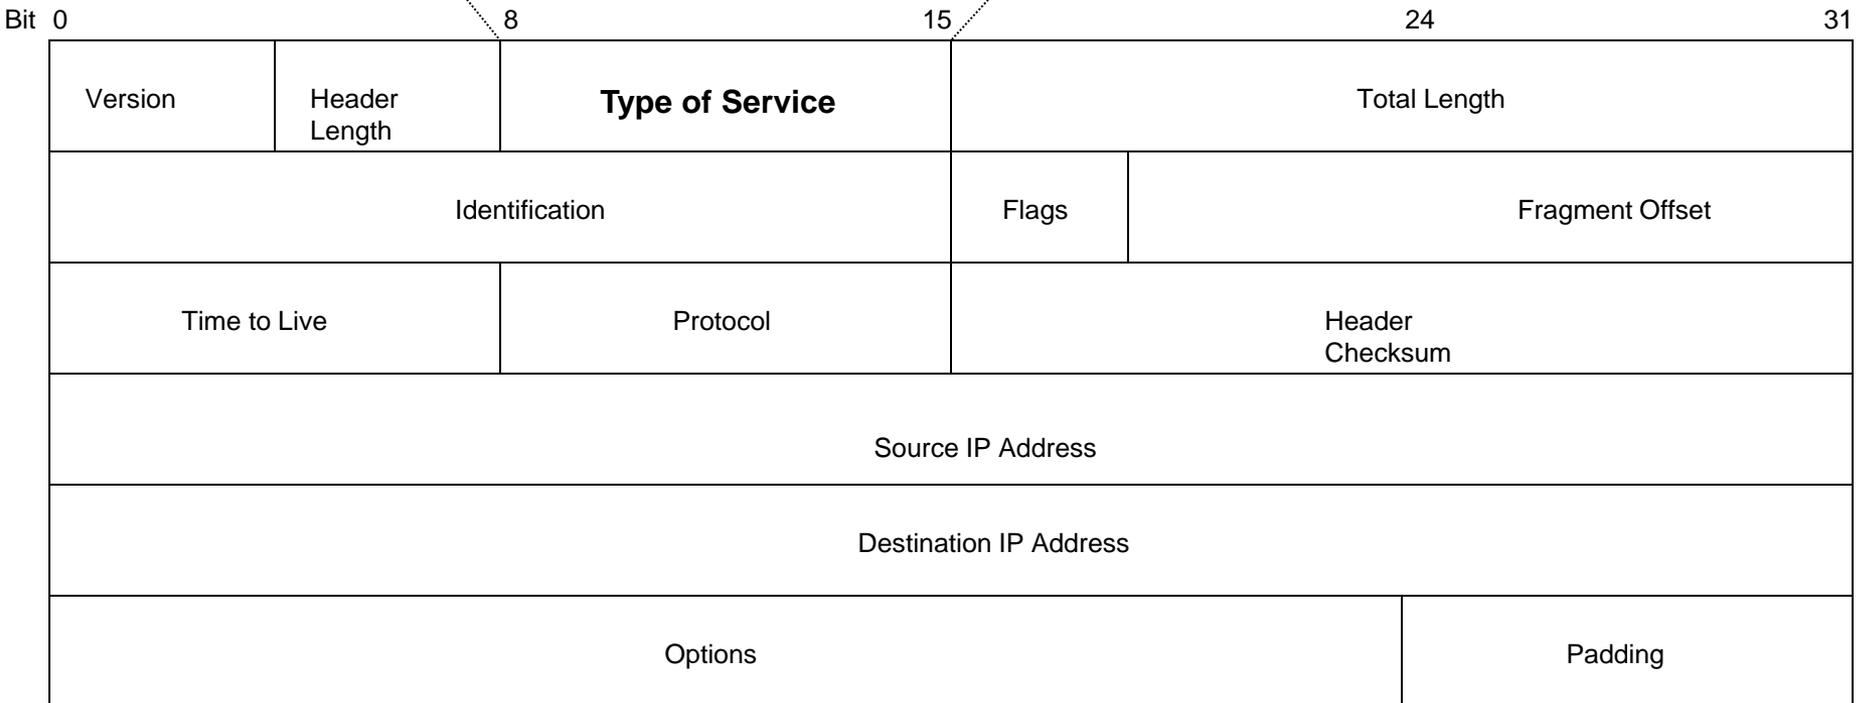 Bit 0 8 15 24 31
Version
Header
Length
Type of Service
Total Length
Identification
Flags
Fragment Offset
Time to Live
Protocol
Header
Checksum
Source IP Address
Destination IP Address
Options
Padding